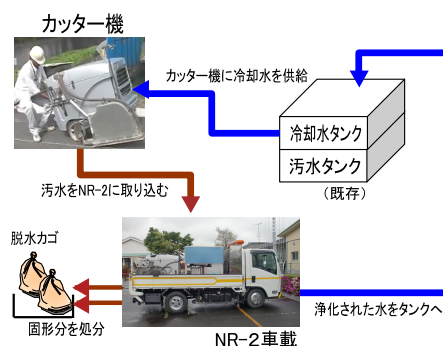 カッター機
カッター機に冷却水を供給
冷却水タンク
汚水タンク
(既存)
汚水をNR-2に取り込む
脱水カゴ
固形分を処分
浄化された水をタンクへ
NR-2車載